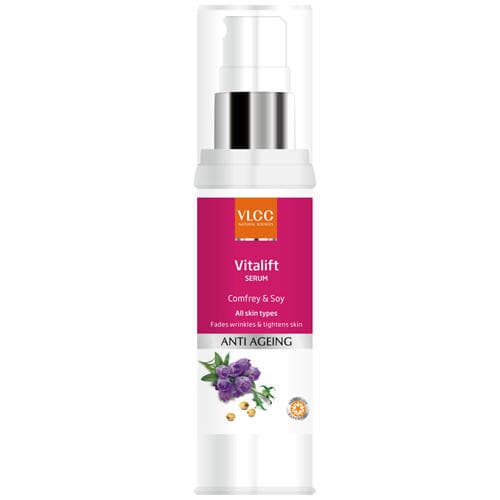 VLCC
NATURAL SCIENCES
Vitalift
SERUM
Comfrey & Soy
All skin types
Fades wrinkles & tightens skin
ANTI AGEING